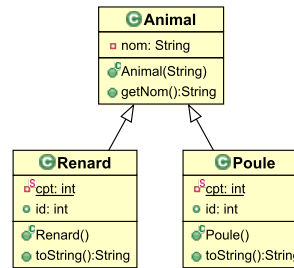 Animal
nom: String
Animal(String)
getNom():String
Renard
cpt: int
id: int
Renard()
toString():String
Poule
cpt: int
id: int
Poule()
toString():String